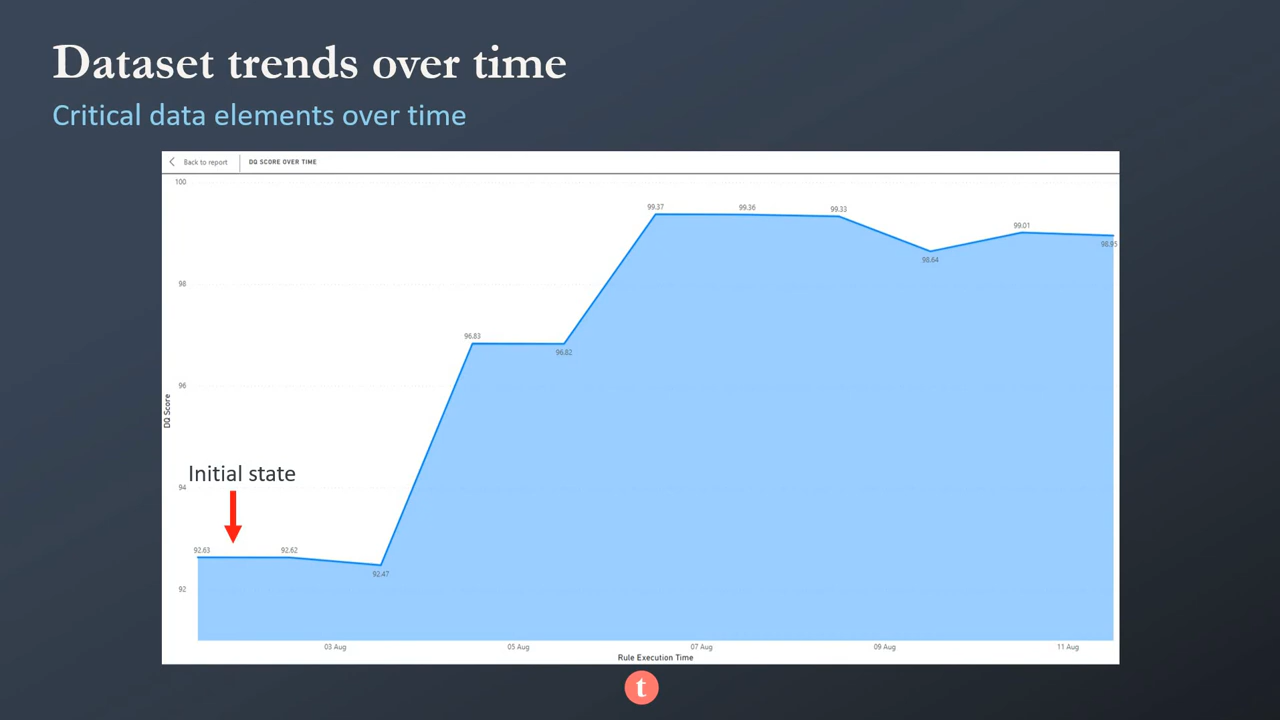 Dataset trends over time
Critical data elements over time
Back to report
DQ SCORE OVER TIME
100
98
96
94
92
DQ Score
Initial state
92.63
92.62
92.47
96.83
96.82
99.37
99.36
99.33
98.64
99.01
98.95
03 Aug
05 Aug
07 Aug
09 Aug
11 Aug
Rule Execution Time
t